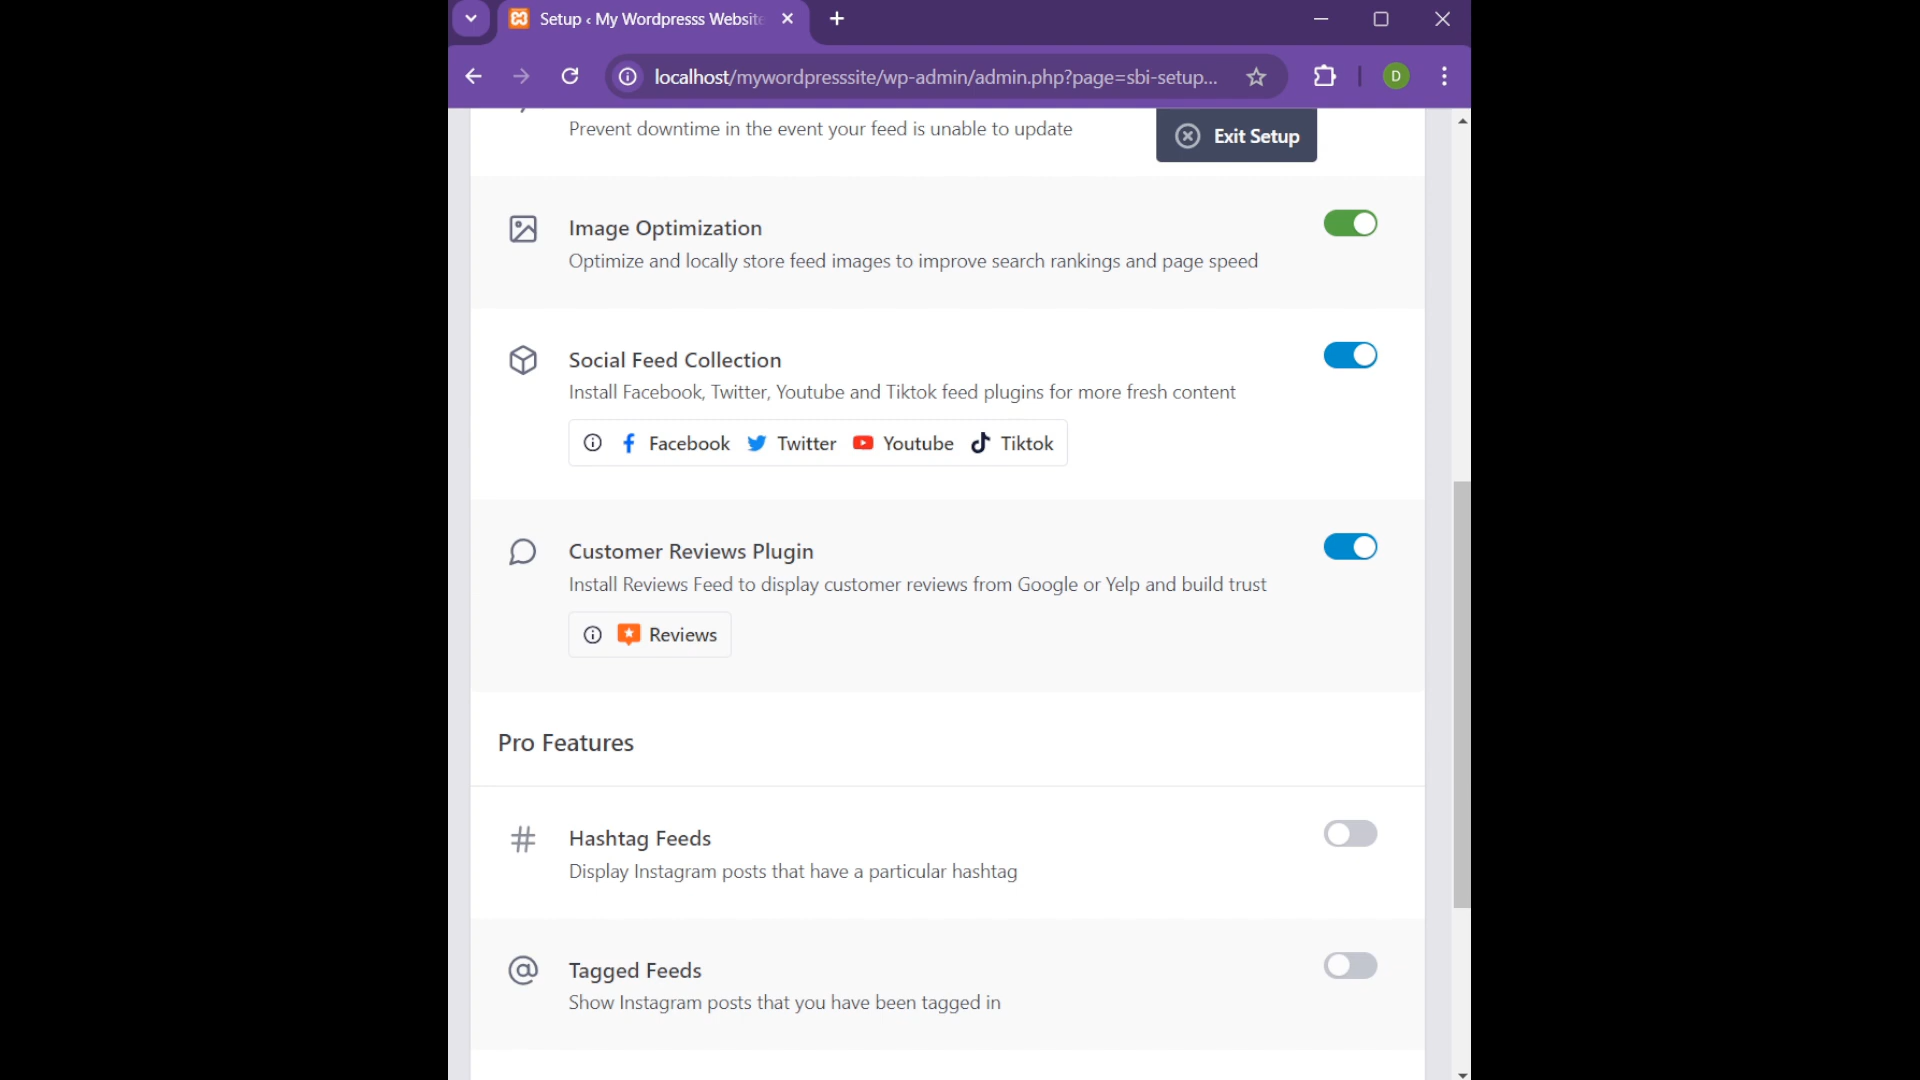 Setup ‹ My Wordpresss Website
localhost/mywordpresssite/wp-admin/admin.php?page=sbi-setup...
D
Prevent downtime in the event your feed is unable to update
Exit Setup
Image Optimization
Optimize and locally store feed images to improve search rankings and page speed
Social Feed Collection
Install Facebook, Twitter, Youtube and Tiktok feed plugins for more fresh content
Facebook Twitter Youtube Tiktok
Customer Reviews Plugin
Install Reviews Feed to display customer reviews from Google or Yelp and build trust
Reviews
Pro Features
Hashtag Feeds
Display Instagram posts that have a particular hashtag
Tagged Feeds
Show Instagram posts that you have been tagged in